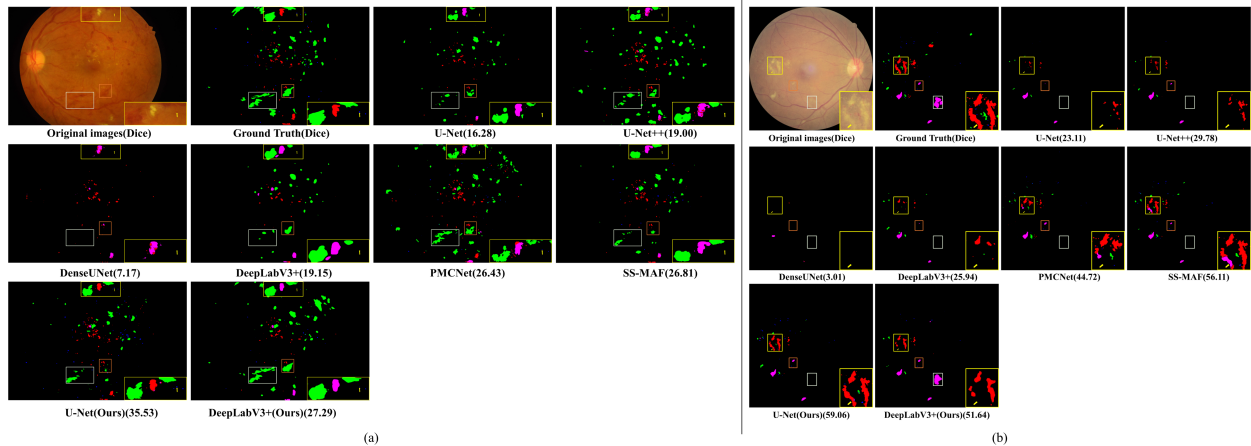 Original images(Dice) Ground Truth(Dice) U-Net(16.28) U-Net++(19.00)
DenseUNet(7.17) DeepLabV3+(19.15) PMCNet(26.43) SS-MAF(26.81)
U-Net(Ours)(35.53) DeepLabV3+(Ours)(27.29)
(a)
Original images(Dice) Ground Truth(Dice) U-Net(23.11) U-Net++(29.78)
DenseUNet(3.01) DeepLabV3+(25.94) PMCNet(44.72) SS-MAF(56.11)
U-Net(Ours)(59.06) DeepLabV3+(Ours)(51.64)
(b)